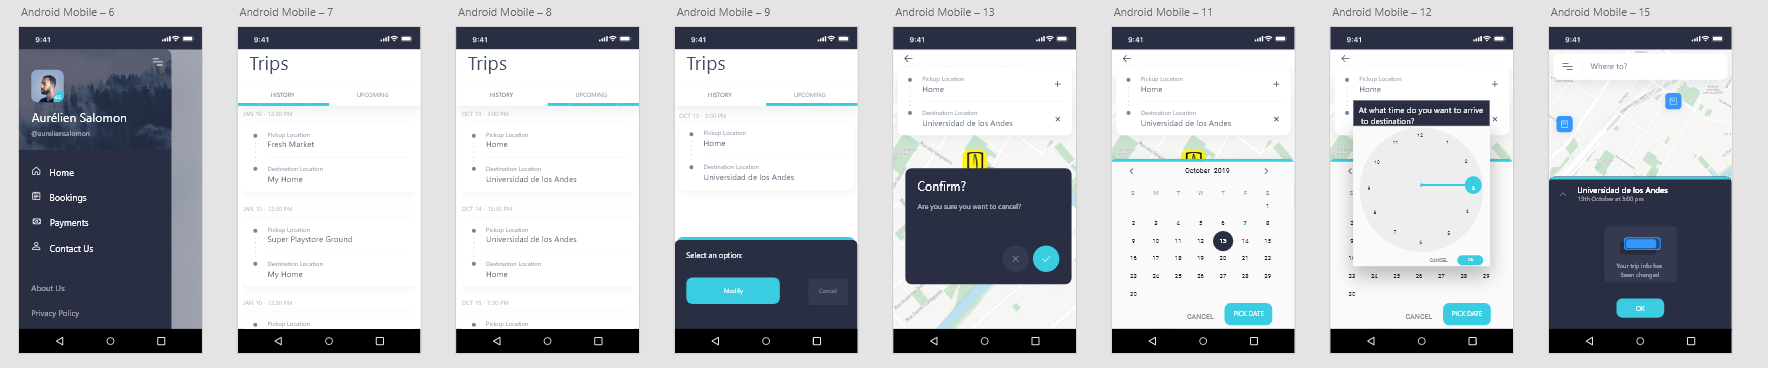 Android Mobile – 6
9:41
Aurélien Salomon
@aureliensalomon
Home
Bookings
Payments
Contact Us
About Us
Privacy Policy
Android Mobile – 7
9:41
Trips
HISTORY
UPCOMING
JAN 10 - 12:30 PM
Pickup Location
Fresh Market
Destination Location
My Home
JAN 10 - 12:30 PM
Pickup Location
Super Playstore Ground
Destination Location
My Home
JAN 10 - 12:30 PM
Pickup Location
Android Mobile – 8
9:41
Trips
HISTORY
UPCOMING
OCT 13 - 3:00 PM
Pickup Location
Home
Destination Location
Universidad de los Andes
OCT 14 - 12:30 PM
Pickup Location
Universidad de los Andes
Destination Location
Home
OCT 15 - 7:30 PM
Pickup Location
Android Mobile – 9
9:41
Trips
HISTORY
UPCOMING
OCT 13 - 3:00 PM
Pickup Location
Home
Destination Location
Universidad de los Andes
Select an option:
Modify
Cancel
Android Mobile – 13
9:41
Pickup Location
Home
Destination Location
Universidad de los Andes
Confirm?
Are you sure you want to cancel?
Android Mobile – 11
9:41
Pickup Location
Home
Destination Location
Universidad de los Andes
October 2019
S M T W T F S
1
2 3 4 5 6 7 8
9 10 11 12 13 14 15
16 17 18 19 20 21 22
23 24 25 26 27 28 29
30
CANCEL
PICK DATE
Android Mobile – 12
9:41
Pickup Location
Home
At what time do you want to arrive
to destination?
12
11 1
10 2
9 3
8 4
7 5
6
CANCEL
OK
23 24 25 26 27 28 29
30
CANCEL
PICK DATE
Android Mobile – 15
9:41
Where to?
Universidad de los Andes
13th October at 3:00 pm
Your trip info has
been changed
OK